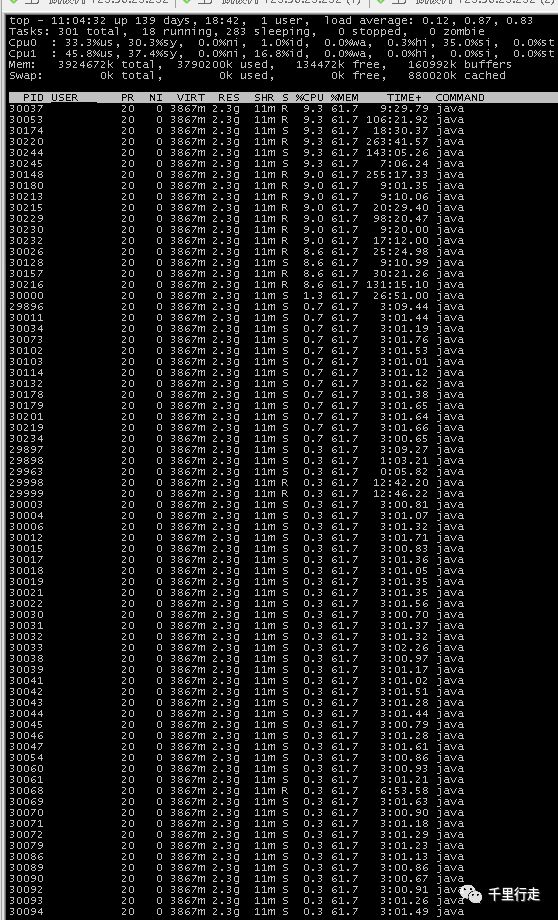 top - 11:04:32 up 139 days, 18:42, 1 user, load average: 0.12, 0.87, 0.83
Tasks: 301 total, 18 running, 283 sleeping, 0 stopped, 0 zombie
Cpu0 : 33.3%us, 30.3%sy, 0.0%ni, 1.0%id, 0.0%wa, 0.3%hi, 35.0%si, 0.0%st
Cpu1 : 45.8%us, 37.4%sy, 0.0%ni, 16.8%id, 0.0%wa, 0.0%hi, 0.0%si, 0.0%st
Mem: 3924672k total, 3790200k used, 134472k free, 160992k buffers
Swap: 0k total, 0k used, 0k free, 880020k cached
PID USER PR NI VIRT RES SHR S %CPU %MEM TIME+ COMMAND
30037 20 0 3867m 2.3g 11m R 9.3 61.7 9:29.79 java
30053 20 0 3867m 2.3g 11m R 9.3 61.7 106:21.92 java
30174 20 0 3867m 2.3g 11m S 9.3 61.7 18:30.37 java
30220 20 0 3867m 2.3g 11m R 9.3 61.7 263:41.57 java
30244 20 0 3867m 2.3g 11m R 9.3 61.7 143:05.26 java
30245 20 0 3867m 2.3g 11m S 9.3 61.7 7:06.24 java
30148 20 0 3867m 2.3g 11m R 9.0 61.7 255:17.33 java
30180 20 0 3867m 2.3g 11m R 9.0 61.7 9:01.35 java
30213 20 0 3867m 2.3g 11m R 9.0 61.7 9:10.06 java
30215 20 0 3867m 2.3g 11m R 9.0 61.7 20:29.40 java
30229 20 0 3867m 2.3g 11m R 9.0 61.7 98:20.47 java
30230 20 0 3867m 2.3g 11m R 9.0 61.7 9:20.00 java
30232 20 0 3867m 2.3g 11m R 9.0 61.7 17:12.00 java
30026 20 0 3867m 2.3g 11m R 8.6 61.7 25:24.98 java
30128 20 0 3867m 2.3g 11m S 8.6 61.7 9:10.99 java
30157 20 0 3867m 2.3g 11m R 8.6 61.7 30:21.26 java
30216 20 0 3867m 2.3g 11m R 8.6 61.7 131:15.10 java
30000 20 0 3867m 2.3g 11m S 1.3 61.7 26:51.00 java
29896 20 0 3867m 2.3g 11m S 0.7 61.7 3:09.44 java
30011 20 0 3867m 2.3g 11m S 0.7 61.7 3:01.44 java
30034 20 0 3867m 2.3g 11m S 0.7 61.7 3:01.19 java
30073 20 0 3867m 2.3g 11m S 0.7 61.7 3:01.76 java
30102 20 0 3867m 2.3g 11m S 0.7 61.7 3:01.53 java
30103 20 0 3867m 2.3g 11m S 0.7 61.7 3:01.01 java
30114 20 0 3867m 2.3g 11m S 0.7 61.7 3:01.12 java
30132 20 0 3867m 2.3g 11m S 0.7 61.7 3:01.62 java
30178 20 0 3867m 2.3g 11m S 0.7 61.7 3:01.38 java
30179 20 0 3867m 2.3g 11m S 0.7 61.7 3:01.65 java
30201 20 0 3867m 2.3g 11m S 0.7 61.7 3:01.64 java
30219 20 0 3867m 2.3g 11m S 0.7 61.7 3:01.66 java
30234 20 0 3867m 2.3g 11m S 0.7 61.7 3:00.65 java
29897 20 0 3867m 2.3g 11m S 0.3 61.7 3:09.27 java
29898 20 0 3867m 2.3g 11m S 0.3 61.7 1:03.21 java
29963 20 0 3867m 2.3g 11m S 0.3 61.7 0:05.82 java
29998 20 0 3867m 2.3g 11m R 0.3 61.7 12:42.20 java
29999 20 0 3867m 2.3g 11m R 0.3 61.7 12:46.22 java
30003 20 0 3867m 2.3g 11m S 0.3 61.7 3:00.81 java
30004 20 0 3867m 2.3g 11m S 0.3 61.7 3:01.07 java
30006 20 0 3867m 2.3g 11m S 0.3 61.7 3:01.32 java
30012 20 0 3867m 2.3g 11m S 0.3 61.7 3:01.71 java
30015 20 0 3867m 2.3g 11m S 0.3 61.7 3:00.83 java
30017 20 0 3867m 2.3g 11m S 0.3 61.7 3:01.36 java
30018 20 0 3867m 2.3g 11m S 0.3 61.7 3:01.05 java
30019 20 0 3867m 2.3g 11m S 0.3 61.7 3:01.35 java
30021 20 0 3867m 2.3g 11m S 0.3 61.7 3:01.35 java
30022 20 0 3867m 2.3g 11m S 0.3 61.7 3:01.56 java
30030 20 0 3867m 2.3g 11m S 0.3 61.7 3:00.70 java
30031 20 0 3867m 2.3g 11m S 0.3 61.7 3:01.37 java
30032 20 0 3867m 2.3g 11m S 0.3 61.7 3:01.32 java
30033 20 0 3867m 2.3g 11m S 0.3 61.7 3:02.26 java
30038 20 0 3867m 2.3g 11m S 0.3 61.7 3:00.97 java
30039 20 0 3867m 2.3g 11m S 0.3 61.7 3:01.17 java
30041 20 0 3867m 2.3g 11m S 0.3 61.7 3:01.02 java
30042 20 0 3867m 2.3g 11m S 0.3 61.7 3:01.51 java
30043 20 0 3867m 2.3g 11m S 0.3 61.7 3:01.28 java
30044 20 0 3867m 2.3g 11m S 0.3 61.7 3:01.44 java
30045 20 0 3867m 2.3g 11m S 0.3 61.7 3:00.79 java
30046 20 0 3867m 2.3g 11m S 0.3 61.7 3:01.28 java
30047 20 0 3867m 2.3g 11m S 0.3 61.7 3:01.61 java
30054 20 0 3867m 2.3g 11m S 0.3 61.7 3:00.86 java
30060 20 0 3867m 2.3g 11m S 0.3 61.7 3:00.93 java
30061 20 0 3867m 2.3g 11m S 0.3 61.7 3:01.21 java
30068 20 0 3867m 2.3g 11m R 0.3 61.7 6:53.58 java
30069 20 0 3867m 2.3g 11m S 0.3 61.7 3:01.63 java
30070 20 0 3867m 2.3g 11m S 0.3 61.7 3:00.90 java
30071 20 0 3867m 2.3g 11m S 0.3 61.7 3:01.18 java
30072 20 0 3867m 2.3g 11m S 0.3 61.7 3:01.29 java
30079 20 0 3867m 2.3g 11m S 0.3 61.7 3:01.23 java
30086 20 0 3867m 2.3g 11m S 0.3 61.7 3:01.13 java
30089 20 0 3867m 2.3g 11m S 0.3 61.7 3:00.86 java
30090 20 0 3867m 2.3g 11m S 0.3 61.7 3:00.67 java
30092 20 0 3867m 2.3g 11m S 0.3 61.7 3:00.91 java
30093 20 0 3867m 2.3g 11m S 0.3 61.7 3:01.26 java
30094 20 0 3867m 2.3g 11m S 0.3 61.7 3:01.49 java
千里行走